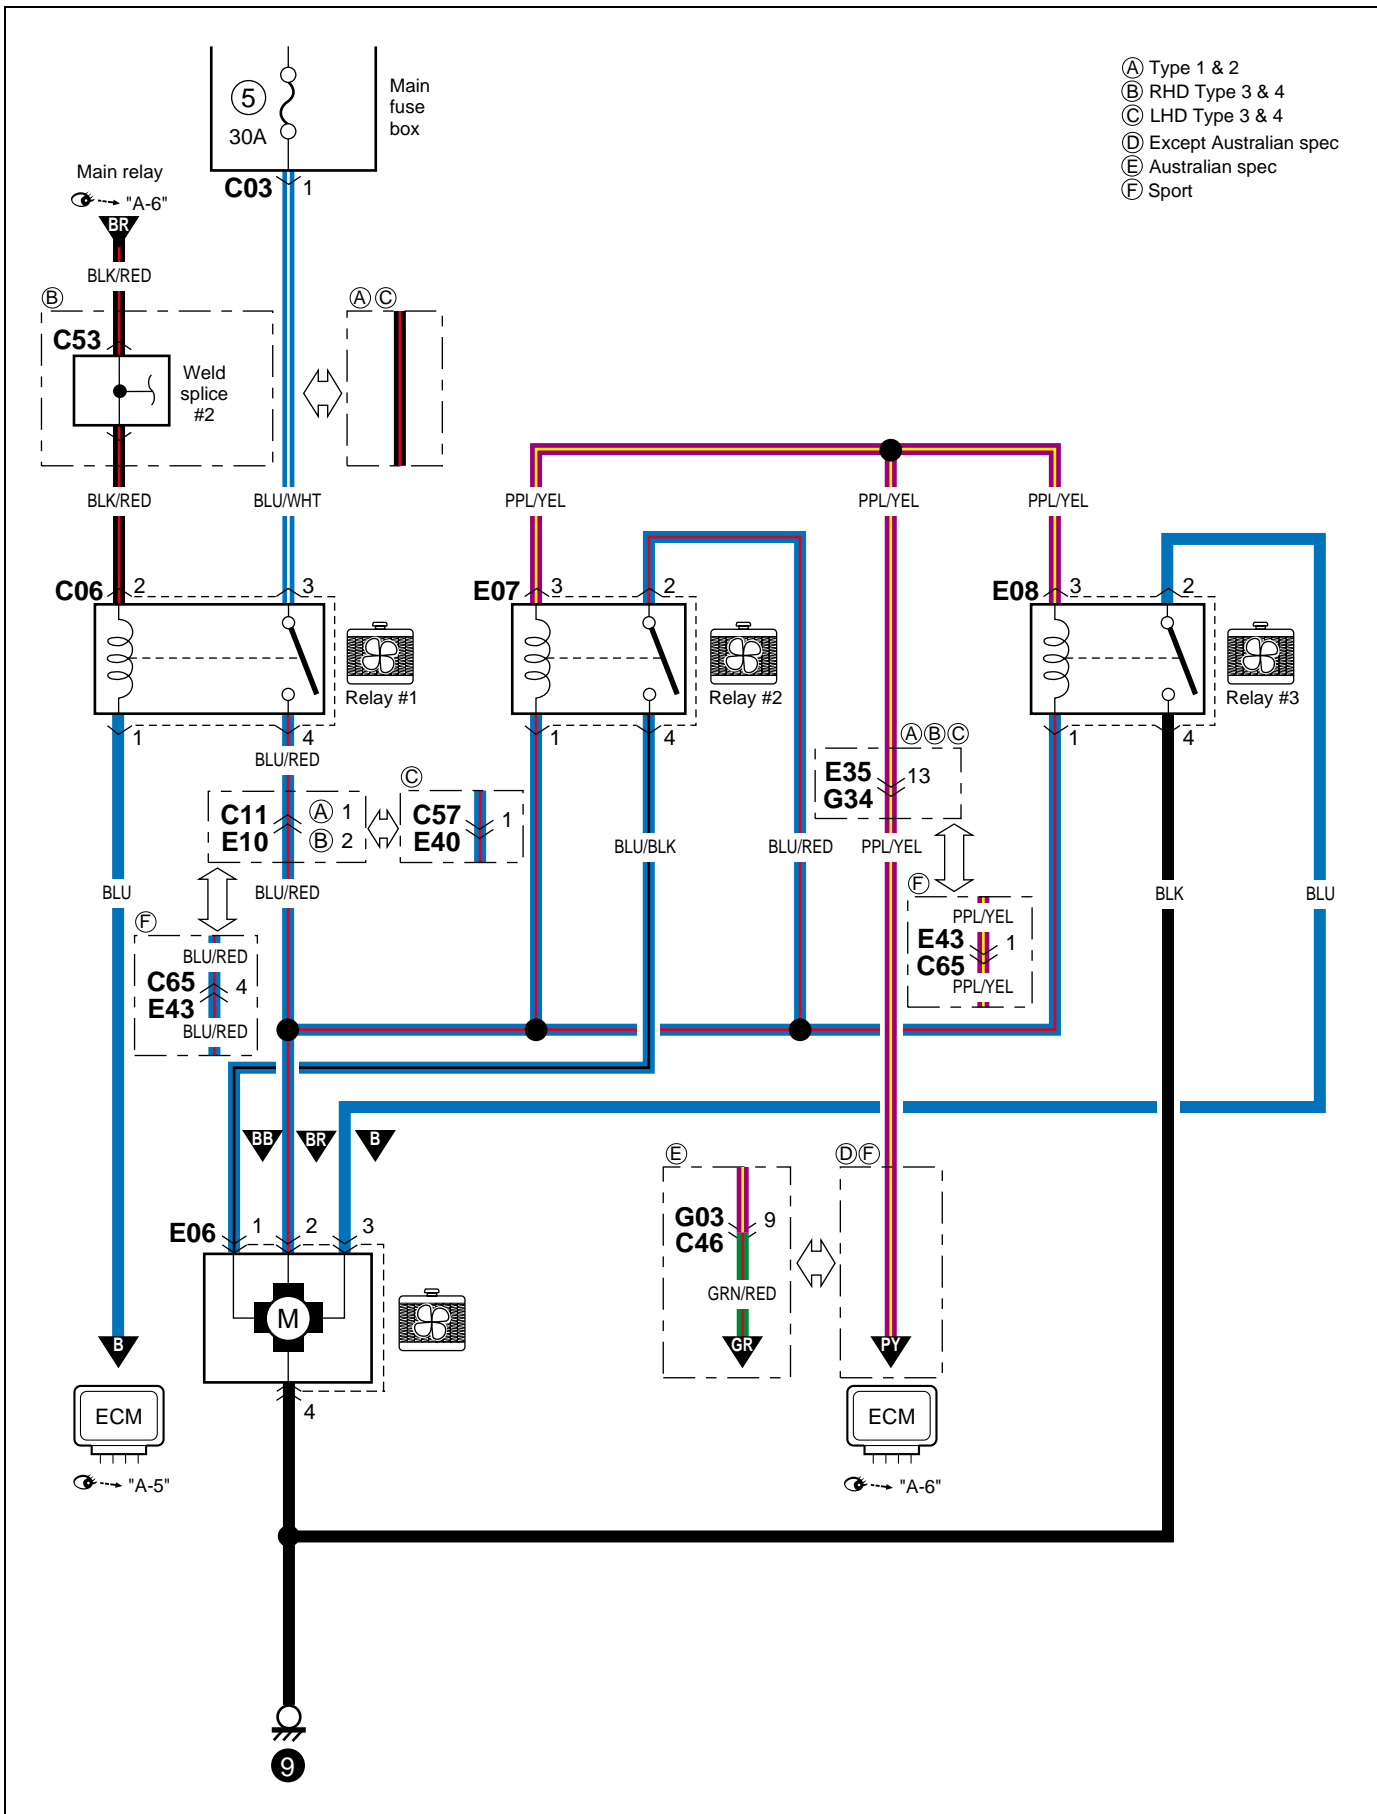 5
30A
Main
fuse
box
Ⓐ Type 1 & 2
Ⓑ RHD Type 3 & 4
Ⓒ LHD Type 3 & 4
Ⓓ Except Australian spec
Ⓔ Australian spec
Ⓕ Sport
Main relay
"A-6"
BR
C03 1
BLK/RED
Ⓑ
Ⓐ Ⓒ
C53
Weld
splice
#2
BLK/RED
BLU/WHT
PPL/YEL
PPL/YEL
PPL/YEL
C06 2 3
E07 3 2
E08 3 2
Relay #1
Relay #2
Relay #3
1 4
1 4
1 4
BLU/RED
Ⓐ Ⓑ Ⓒ
E35 13
G34
Ⓒ
C11 Ⓐ 1
E10 Ⓑ 2
C57 1
E40
BLU/BLK
BLU/RED
PPL/YEL
BLU
BLU/RED
BLK
BLU
Ⓕ
PPL/YEL
E43 1
C65
PPL/YEL
Ⓕ
BLU/RED
C65 4
E43
BLU/RED
BB
BR
B
Ⓔ
Ⓓ Ⓕ
E06 1 2 3
G03 9
C46
GRN/RED
M
B
GR
PY
4
ECM
ECM
"A-5"
"A-6"
9